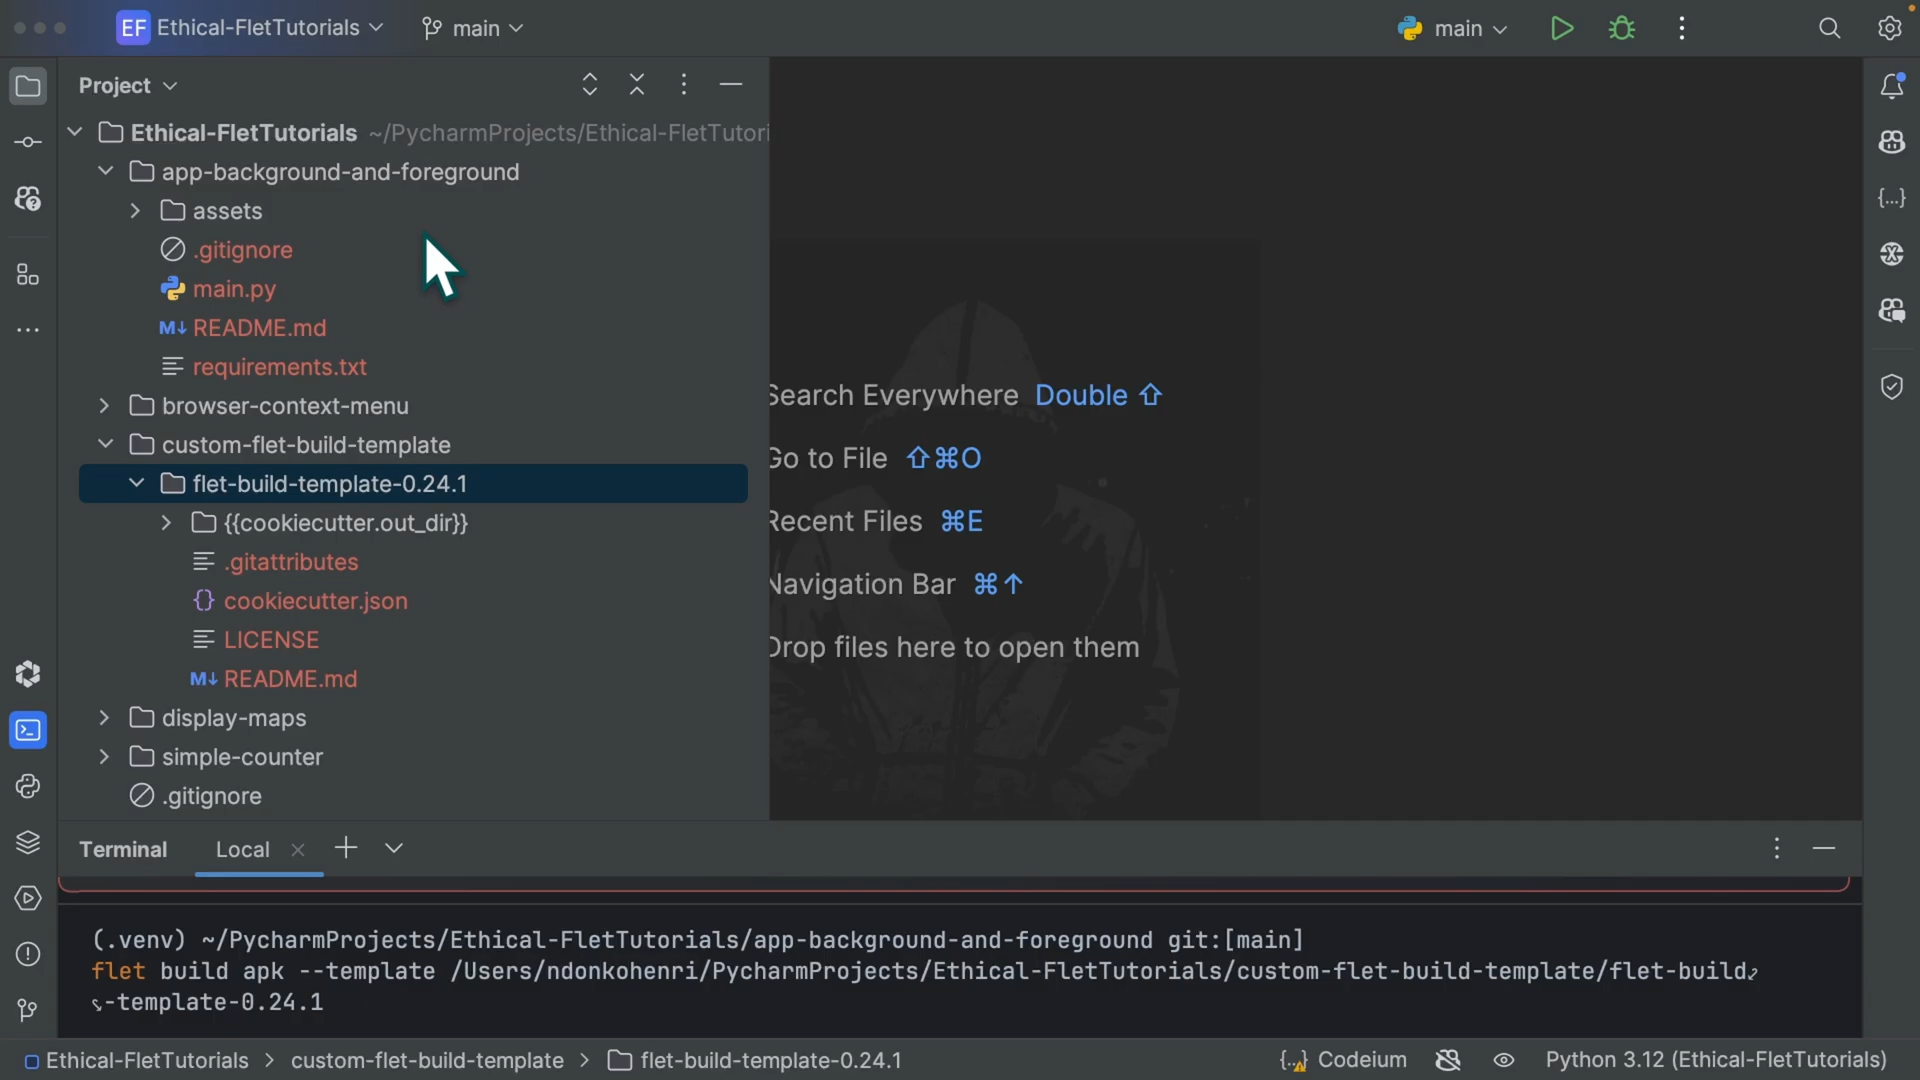 EF Ethical-FletTutorials main main
Project
Ethical-FletTutorials ~/PycharmProjects/Ethical-FletTutori
app-background-and-foreground
assets
.gitignore
main.py
M↓ README.md
requirements.txt
browser-context-menu
custom-flet-build-template
flet-build-template-0.24.1
{{cookiecutter.out_dir}}
.gitattributes
{} cookiecutter.json
LICENSE
M↓ README.md
display-maps
simple-counter
.gitignore
Search Everywhere Double ⇧
Go to File ⇧⌘O
Recent Files ⌘E
Navigation Bar ⌘↑
Drop files here to open them
Terminal Local
(.venv) ~/PycharmProjects/Ethical-FletTutorials/app-background-and-foreground git:[main]
flet build apk --template /Users/ndonkohenri/PycharmProjects/Ethical-FletTutorials/custom-flet-build-template/flet-build
-template-0.24.1
Ethical-FletTutorials > custom-flet-build-template > flet-build-template-0.24.1 {..} Codeium Python 3.12 (Ethical-FletTutorials)